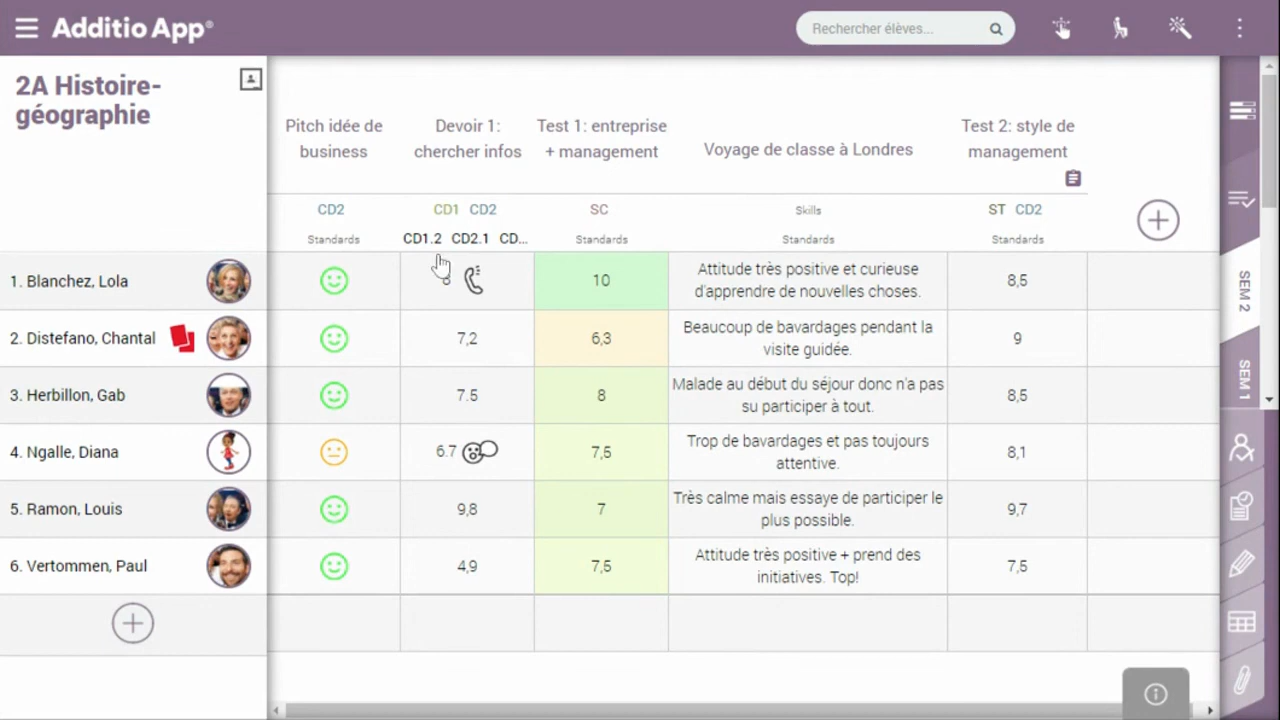 Additio App®
Rechercher élèves...
2A Histoire-
géographie
Pitch idée de
business
Devoir 1:
chercher infos
Test 1: entreprise
+ management
Voyage de classe à Londres
Test 2: style de
management
CD2
CD1 CD2
SC
Skills
ST CD2
Standards
CD1.2 CD2.1 CD...
Standards
Standards
Standards
1. Blanchez, Lola
10
Attitude très positive et curieuse
d'apprendre de nouvelles choses.
8,5
2. Distefano, Chantal
7,2
6,3
Beaucoup de bavardages pendant la
visite guidée.
9
3. Herbillon, Gab
7.5
8
Malade au début du séjour donc n'a pas
su participer à tout.
8,5
4. Ngalle, Diana
6.7
7,5
Trop de bavardages et pas toujours
attentive.
8,1
5. Ramon, Louis
9,8
7
Très calme mais essaye de participer le
plus possible.
9,7
6. Vertommen, Paul
4,9
7,5
Attitude très positive + prend des
initiatives. Top!
7,5
SEM 2
SEM 1